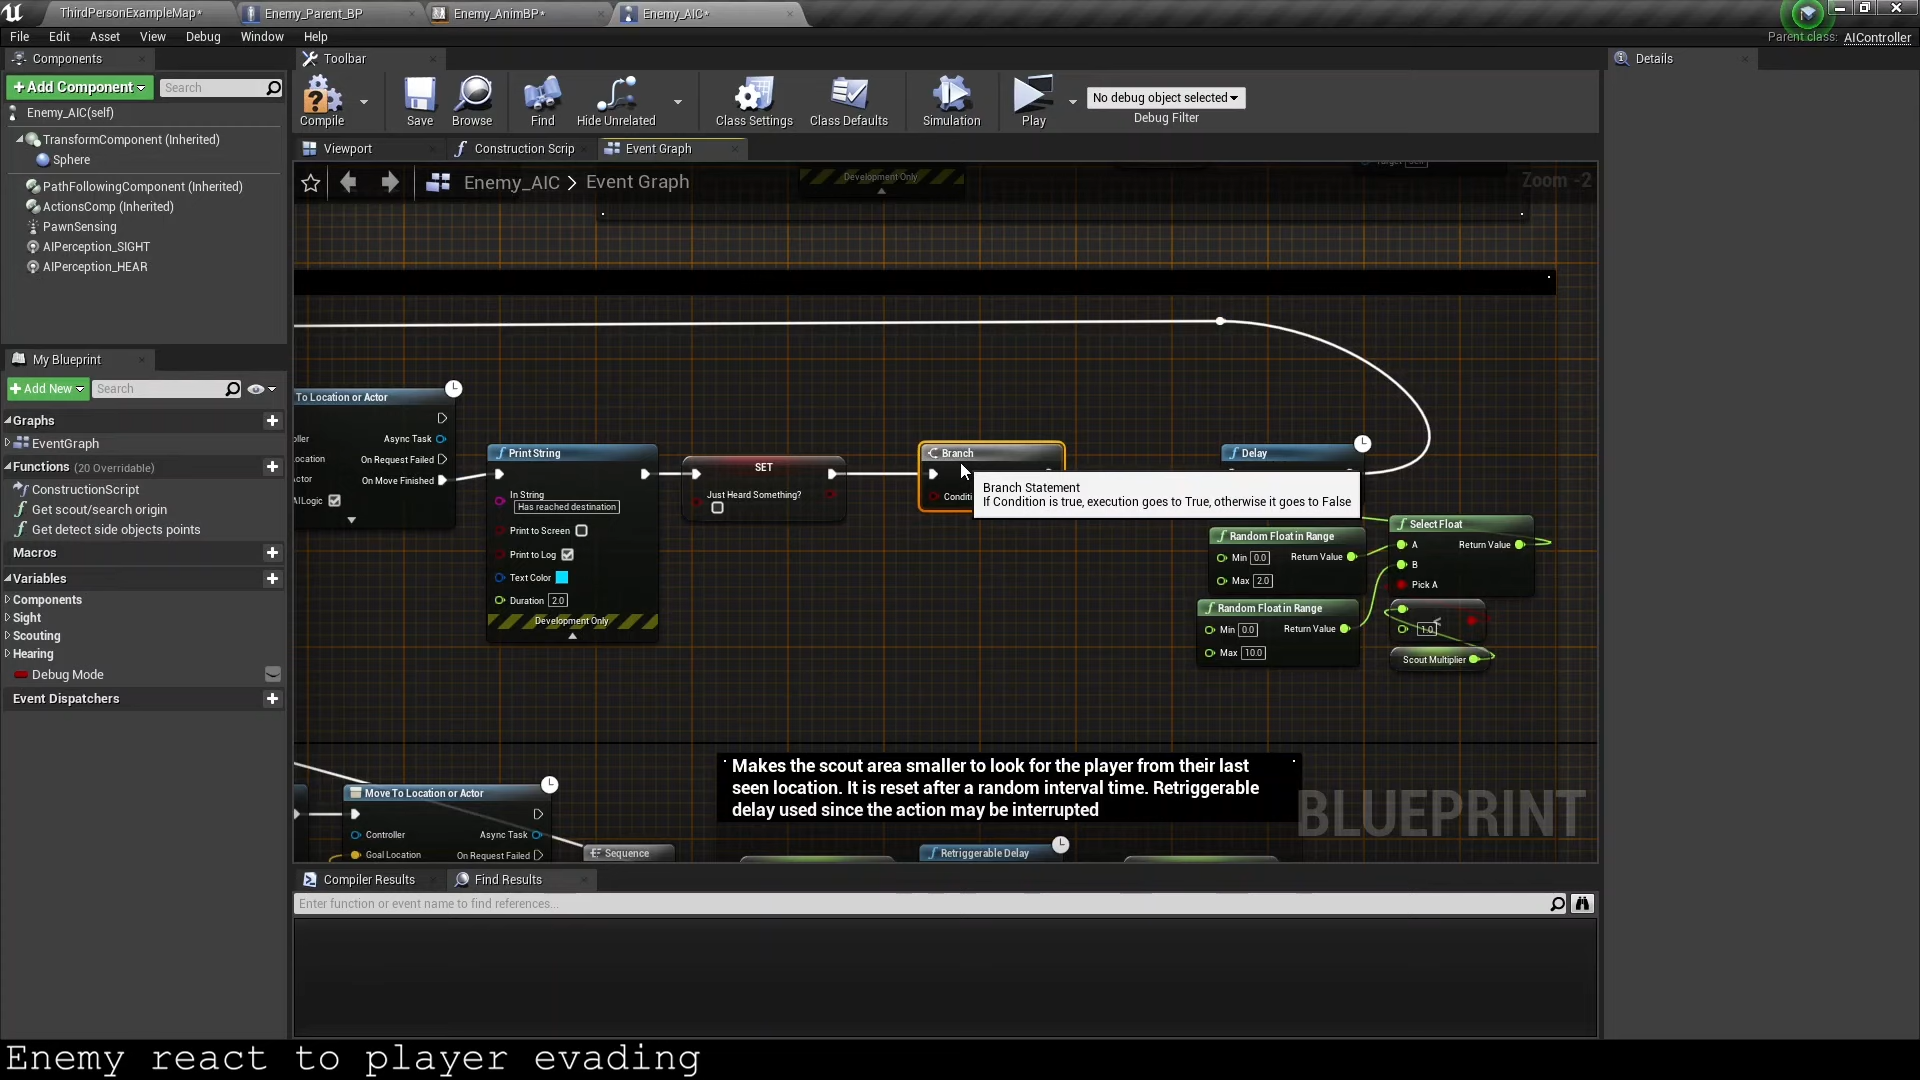 ThirdPersonExampleMap*
Enemy_Parent_BP
Enemy_AnimBP*
Enemy_AIC*
File
Edit
Asset
View
Debug
Window
Help
Parent class: AIController
Components
Toolbar
Details
+Add Component
Search
Enemy_AIC(self)
TransformComponent (Inherited)
Sphere
PathFollowingComponent (Inherited)
ActionsComp (Inherited)
PawnSensing
AIPerception_SIGHT
AIPerception_HEAR
Compile
Save
Browse
Find
Hide Unrelated
Class Settings
Class Defaults
Simulation
Play
No debug object selected
Debug Filter
Viewport
Construction Scrip
Event Graph
Enemy_AIC > Event Graph
Development Only
Zoom -2
My Blueprint
+Add New
Search
Graphs
EventGraph
Functions (20 Overridable)
ConstructionScript
Get scout/search origin
Get detect side objects points
Macros
Variables
Components
Sight
Scouting
Hearing
Debug Mode
Event Dispatchers
To Location or Actor
oller
Async Task
ocation
On Request Failed
ctor
On Move Finished
AILogic
Print String
In String
Has reached destination
Print to Screen
Print to Log
Text Color
Duration 2.0
Development Only
SET
Just Heard Something?
Branch
Conditi
Branch Statement
If Condition is true, execution goes to True, otherwise it goes to False
Delay
Random Float in Range
Min 0.0
Return Value
Max 2.0
Random Float in Range
Min 0.0
Return Value
Max 10.0
Select Float
A
Return Value
B
Pick A
<
1.0
Scout Multiplier
Makes the scout area smaller to look for the player from their last
seen location. It is reset after a random interval time. Retriggerable
delay used since the action may be interrupted
BLUEPRINT
Move To Location or Actor
Controller
Async Task
Goal Location
On Request Failed
Sequence
Retriggerable Delay
Compiler Results
Find Results
Enter function or event name to find references...
Enemy react to player evading